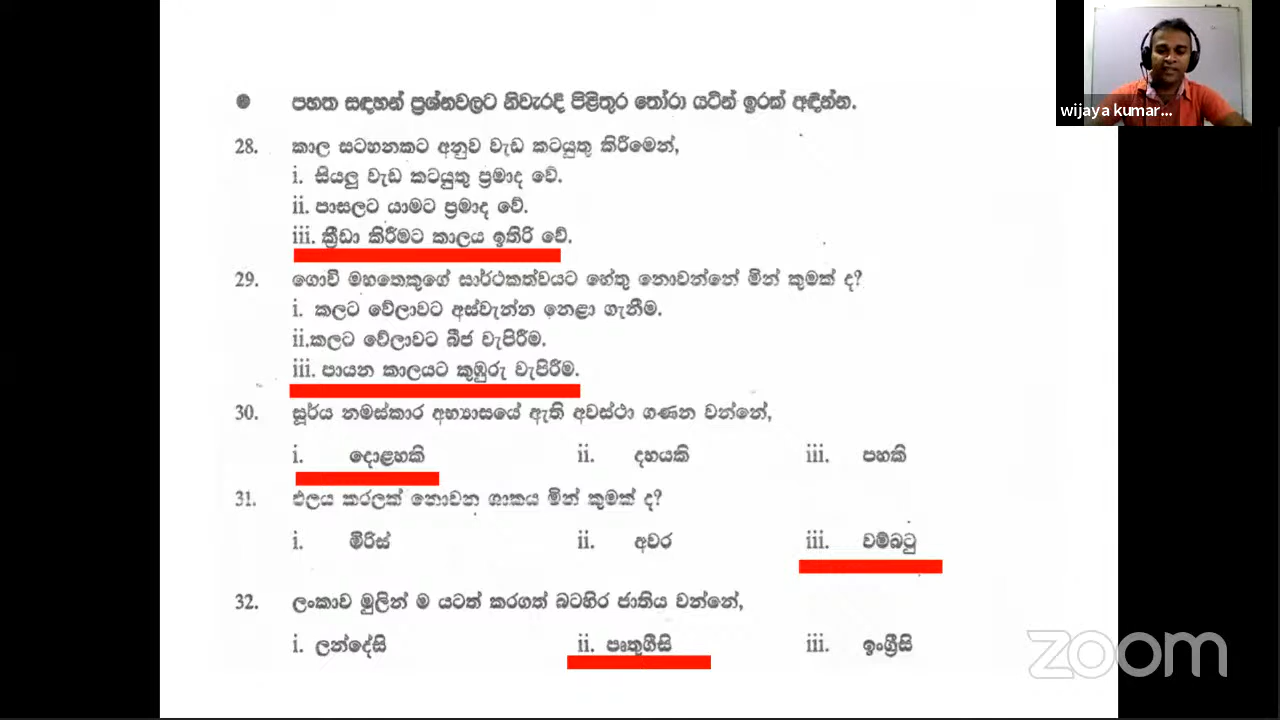 ● පහත සඳහන් ප්‍රශ්නවලට නිවැරදි පිළිතුර තෝරා යටින් ඉරක් අඳින්න.
28. කාල සටහනකට අනුව වැඩ කටයුතු කිරීමෙන්,
i. සියලු වැඩ කටයුතු ප්‍රමාද වේ.
ii. පාසලට යාමට ප්‍රමාද වේ.
iii. ක්‍රීඩා කිරීමට කාලය ඉතිරි වේ.
29. ගොවි මහතෙකුගේ සාර්ථකත්වයට හේතු නොවන්නේ මින් කුමක් ද?
i. කලට වේලාවට අස්වැන්න නෙළා ගැනීම.
ii.කලට වේලාවට බීජ වැපිරීම.
iii. පායන කාලයට කුඹුරු වැපිරීම.
30. සූර්ය නමස්කාර අභ්‍යාසයේ ඇති අවස්ථා ගණන වන්නේ,
i. දොළහකි ii. දහයකි iii. පහකි
31. ඵලය කරලක් නොවන ශාකය මින් කුමක් ද?
i. මිරිස් ii. අවර iii. වම්බටු
32. ලංකාව මුලින් ම යටත් කරගත් බටහිර ජාතිය වන්නේ,
i. ලන්දේසි ii. පෘතුගීසි iii. ඉංග්‍රීසි
wijaya kumar...
zoom